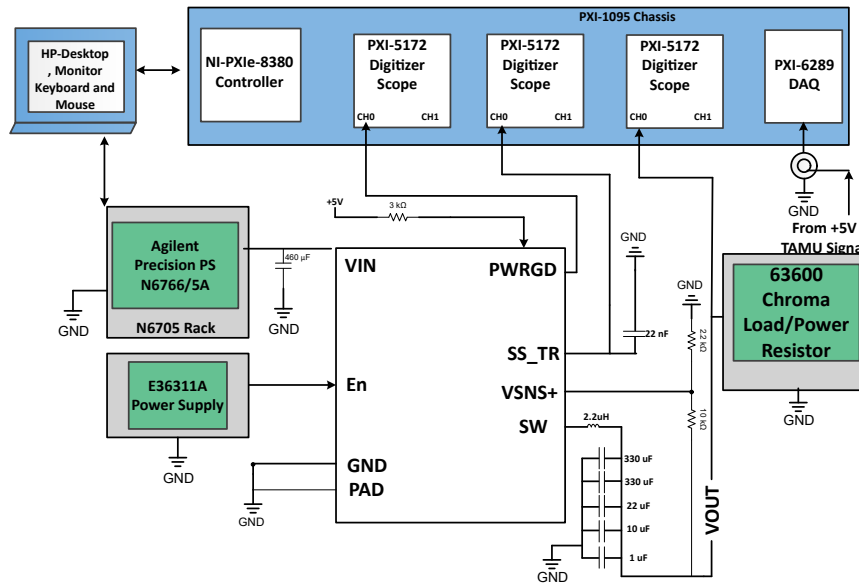 PXI-1095 Chassis
HP-Desktop
, Monitor
Keyboard and
Mouse
NI-PXIe-8380
Controller
PXI-5172
Digitizer
Scope
CH0
CH1
PXI-5172
Digitizer
Scope
CH0
CH1
PXI-5172
Digitizer
Scope
CH0
CH1
PXI-6289
DAQ
GND
From +5V
TAMU Signa
+5V
3 kΩ
Agilent
Precision PS
N6766/5A
N6705 Rack
GND
460 µF
GND
VIN
PWRGD
SS_TR
VSNS+
SW
En
GND
PAD
GND
22 nF
GND
2.2 kΩ
10 kΩ
63600
Chroma
Load/Power
Resistor
GND
E36311A
Power Supply
GND
GND
2.2uH
330 uF
330 uF
22 uF
10 uF
1 uF
GND
VOUT